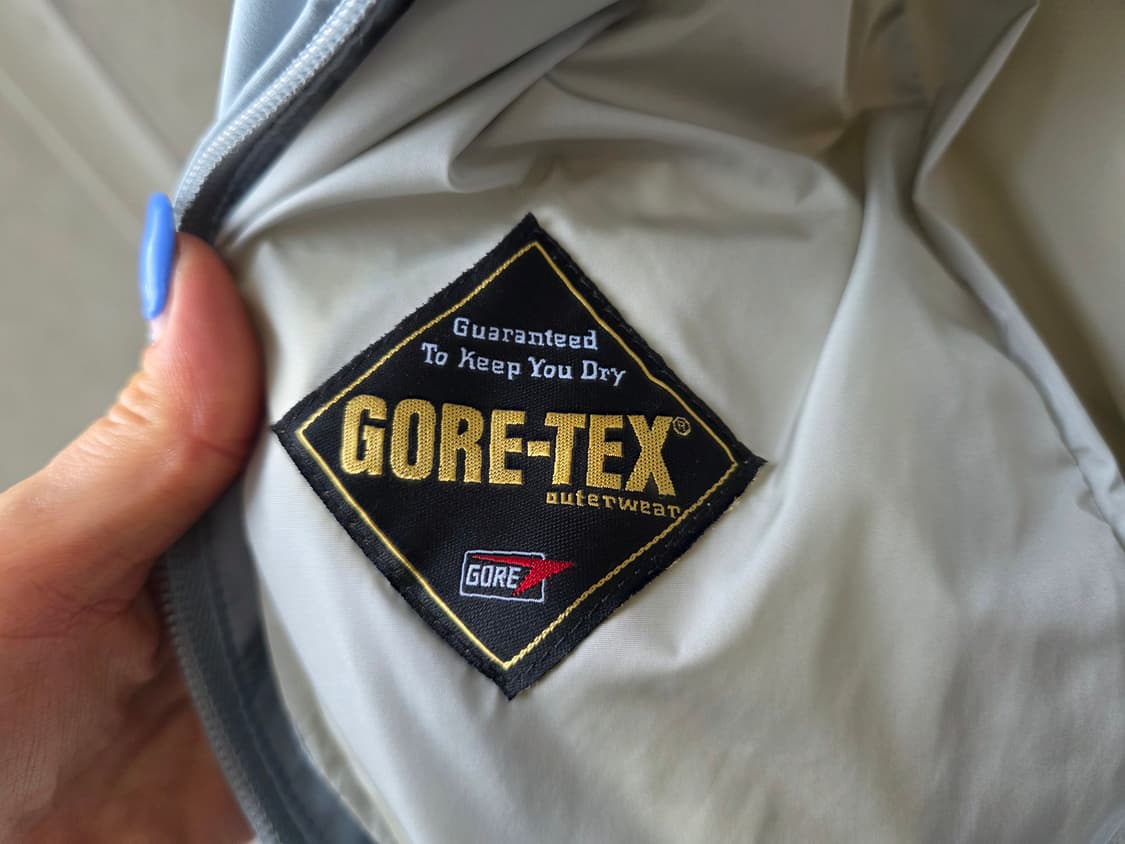 Guaranteed
To Keep You Dry
GORE-TEX®
outerwear
GORE